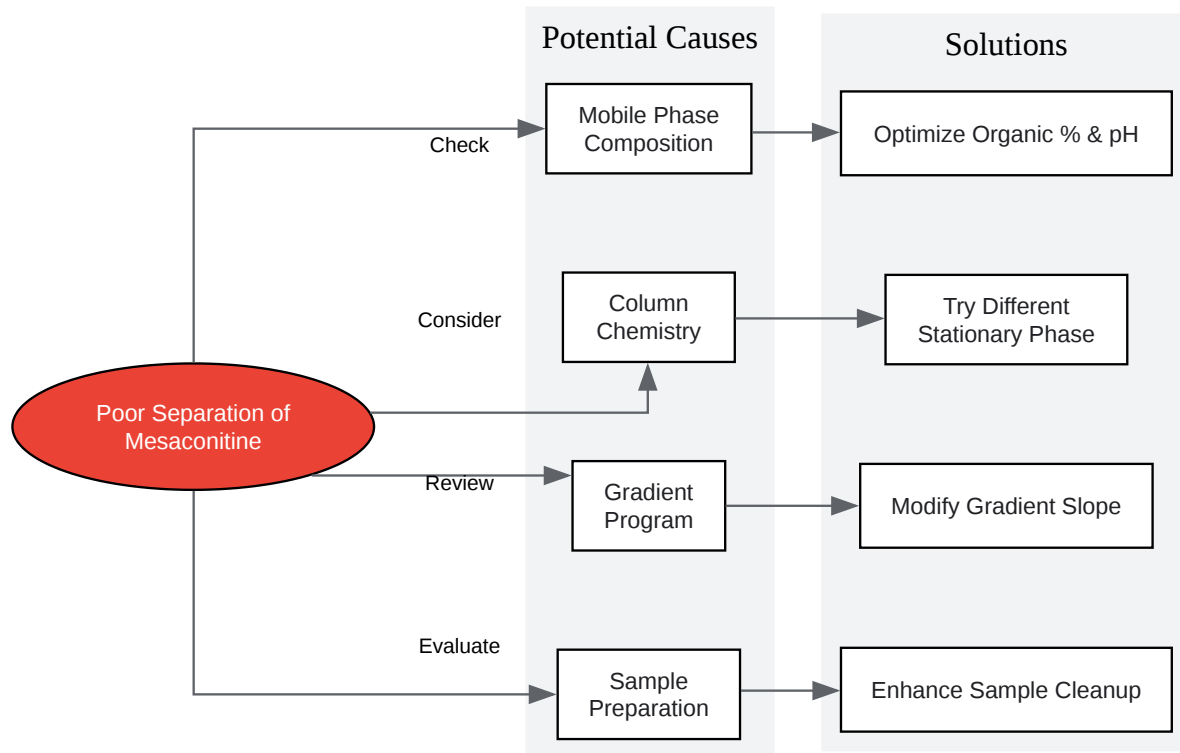 Potential Causes
Solutions
Mobile Phase
Composition
Optimize Organic % & pH
Check
Column
Chemistry
Try Different
Stationary Phase
Consider
Poor Separation of
Mesaconitine
Review
Gradient
Program
Modify Gradient Slope
Evaluate
Sample
Preparation
Enhance Sample Cleanup